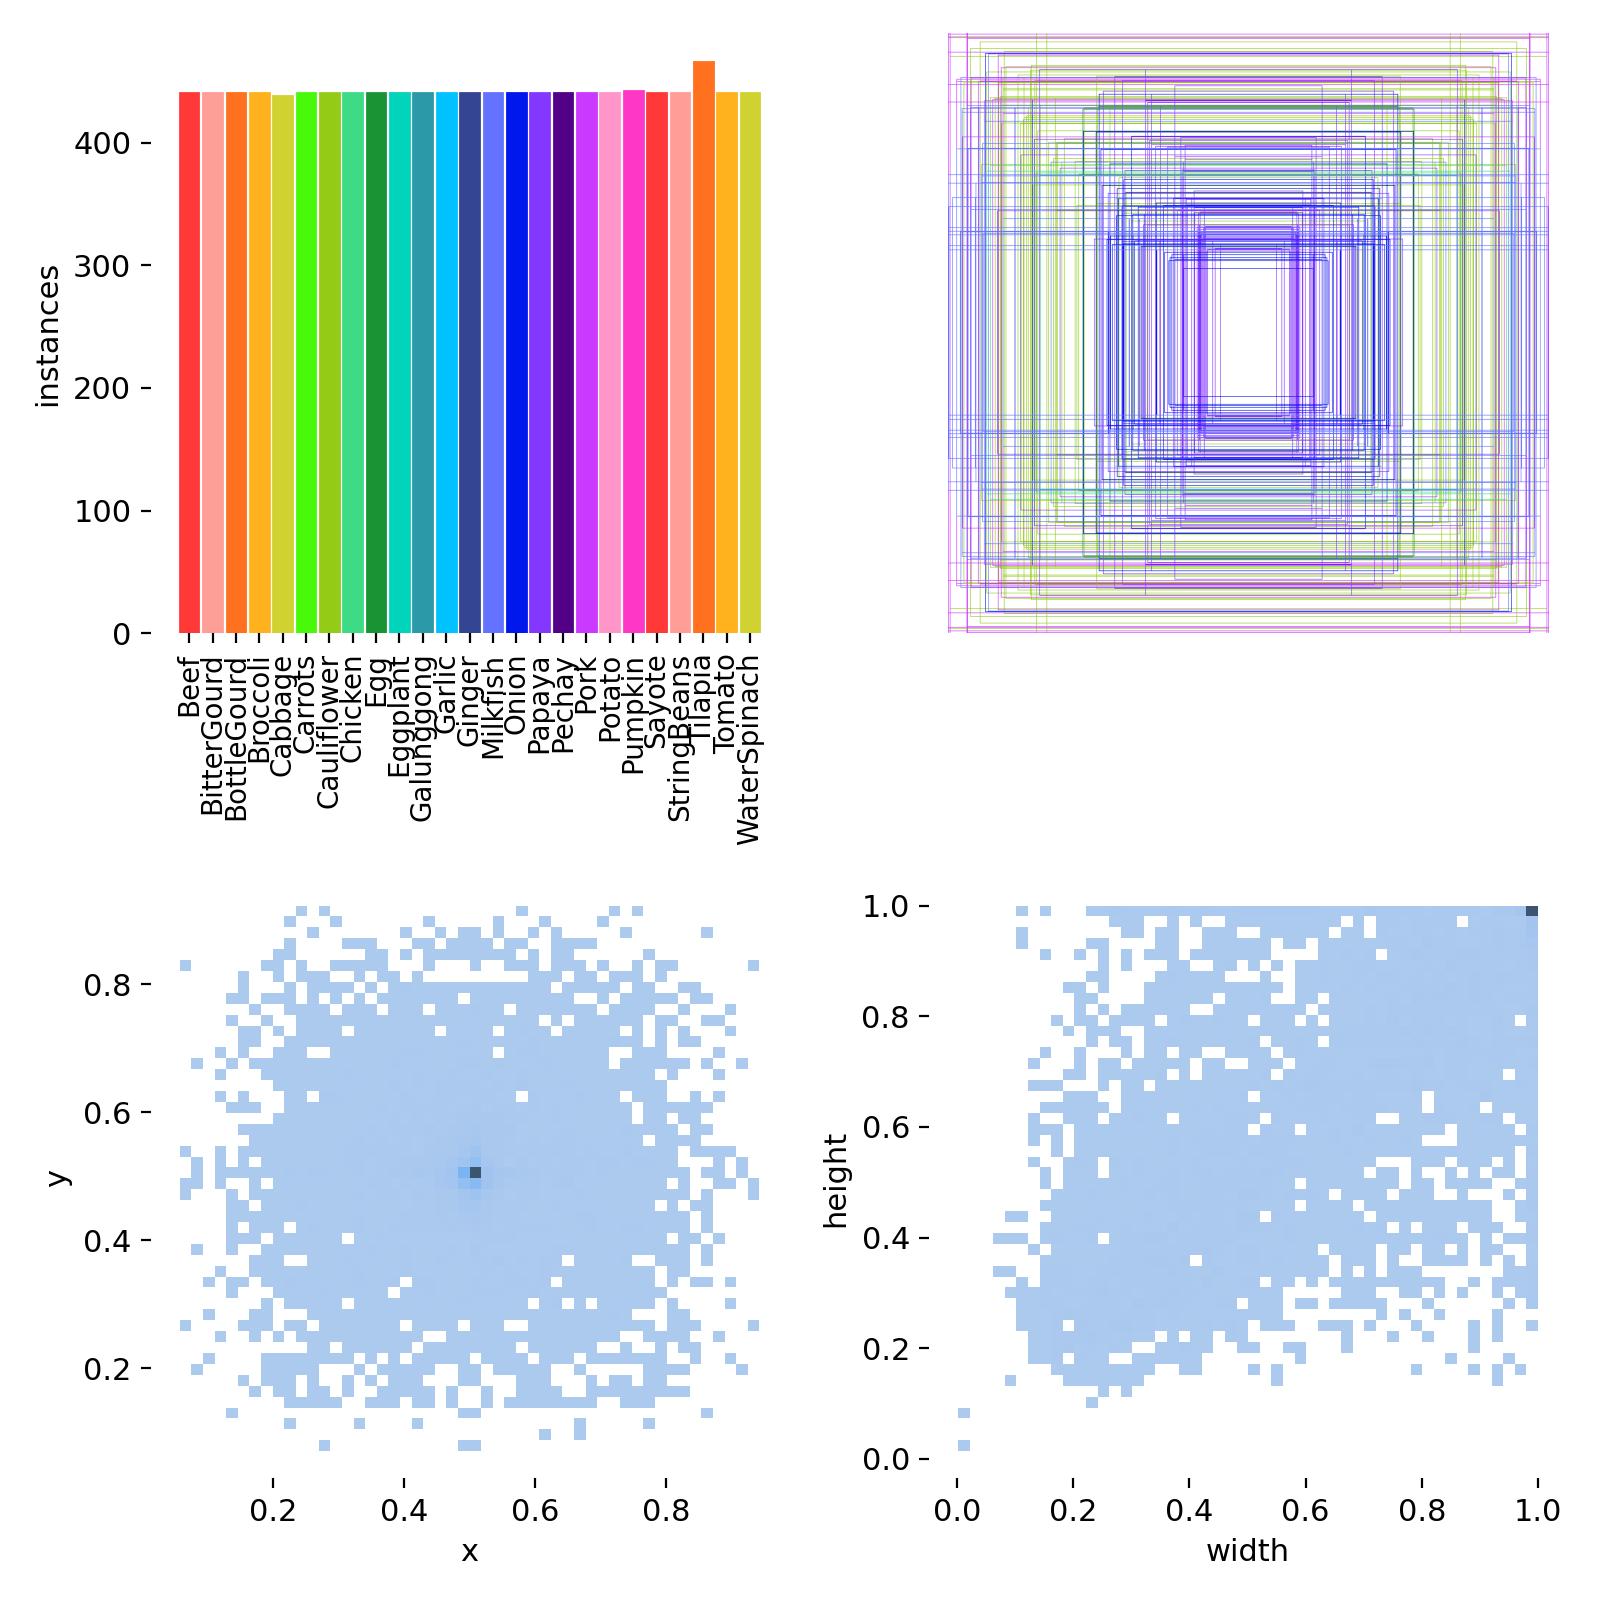 instances
400
300
200
100
0
Beef
BitterGourd
BottleGourd
Broccoli
Cabbage
Carrots
Cauliflower
Chicken
Egg
Eggplant
Galunggong
Garlic
Ginger
Milkfish
Onion
Papaya
Pechay
Pork
Potato
Pumpkin
Sayote
StringBeans
Tilapia
Tomato
WaterSpinach
y
0.8
0.6
0.4
0.2
0.2 0.4 0.6 0.8
x
height
1.0
0.8
0.6
0.4
0.2
0.0
0.0 0.2 0.4 0.6 0.8 1.0
width